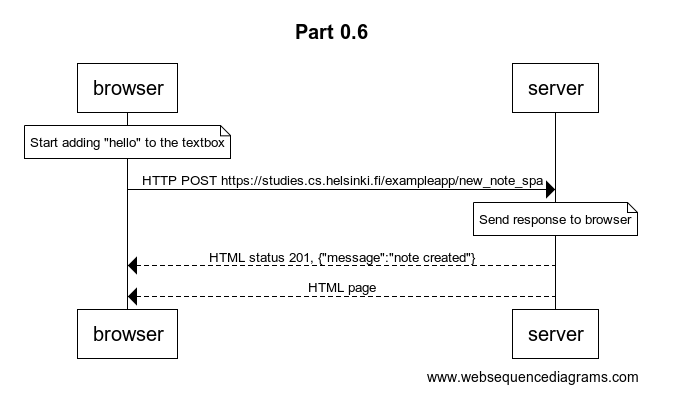 Part 0.6
browser
server
Start adding "hello" to the textbox
HTTP POST https://studies.cs.helsinki.fi/exampleapp/new_note_spa
Send response to browser
HTML status 201, {"message":"note created"}
HTML page
browser
server
www.websequencediagrams.com